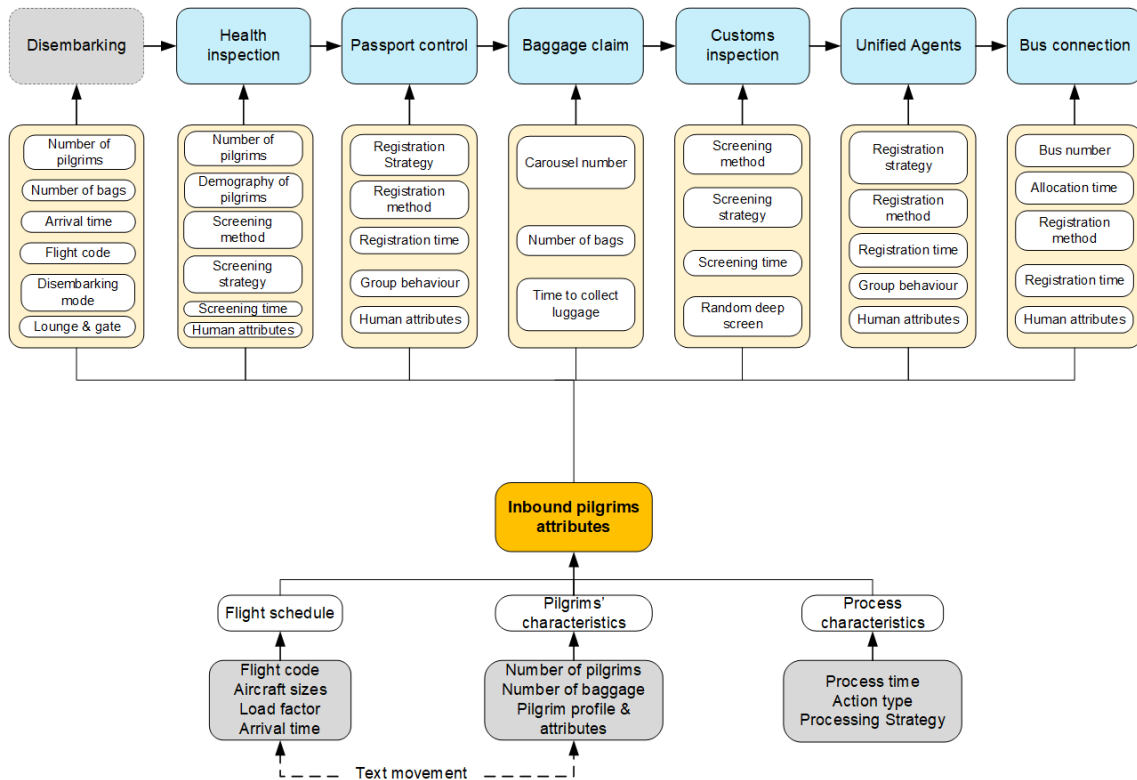 Disembarking
Health
inspection
Passport control
Baggage claim
Customs
inspection
Unified Agents
Bus connection
Number of
pilgrims
Number of bags
Arrival time
Flight code
Disembarking
mode
Lounge & gate
Number of
pilgrims
Demography of
pilgrims
Screening
method
Screening
strategy
Screening time
Human attributes
Registration
Strategy
Registration
method
Registration time
Group behaviour
Human attributes
Carousel number
Number of bags
Time to collect
luggage
Screening
method
Screening
strategy
Screening time
Random deep
screen
Registration
strategy
Registration
method
Registration time
Group behaviour
Human attributes
Bus number
Allocation time
Registration
method
Registration time
Human attributes
Inbound pilgrims
attributes
Flight schedule
Pilgrims'
characteristics
Process
characteristics
Flight code
Aircraft sizes
Load factor
Arrival time
Number of pilgrims
Number of baggage
Pilgrim profile &
attributes
Process time
Action type
Processing Strategy
Text movement